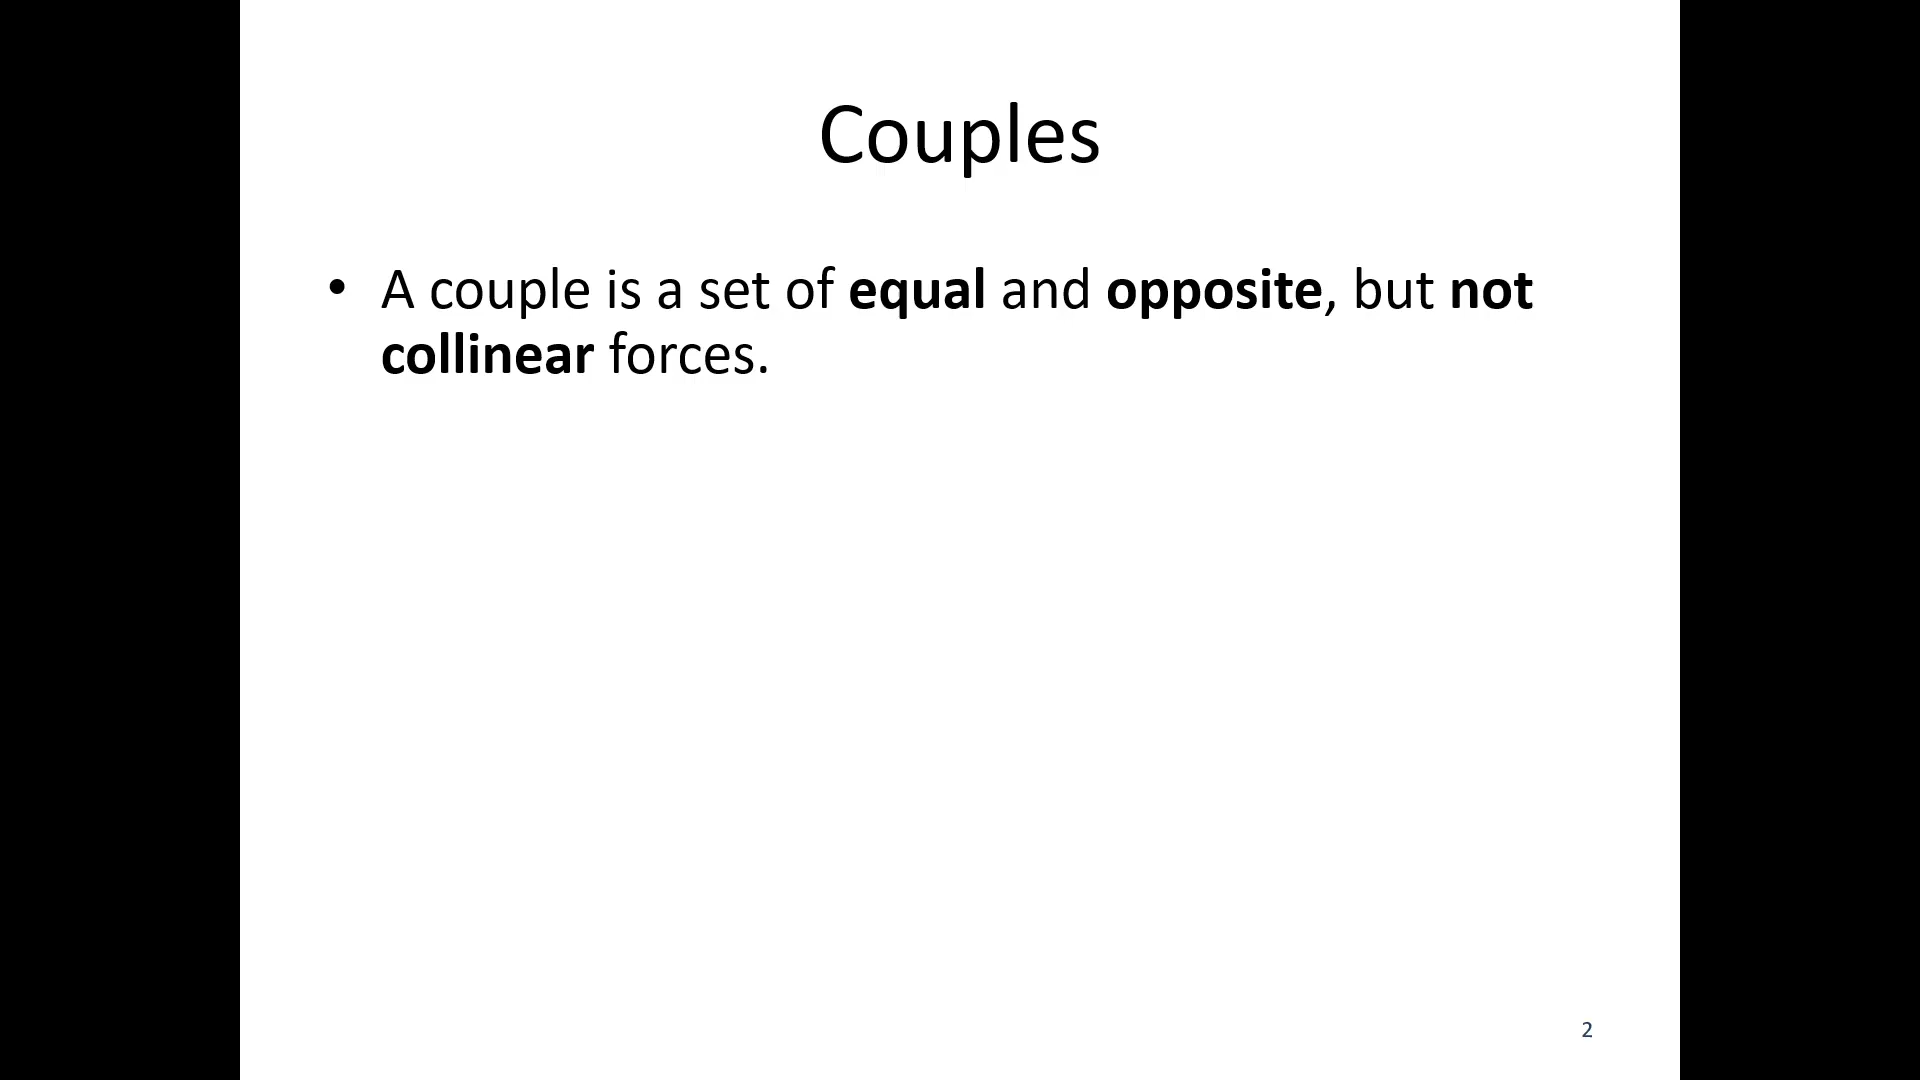 Couples
• A couple is a set of equal and opposite, but not
collinear forces.
2